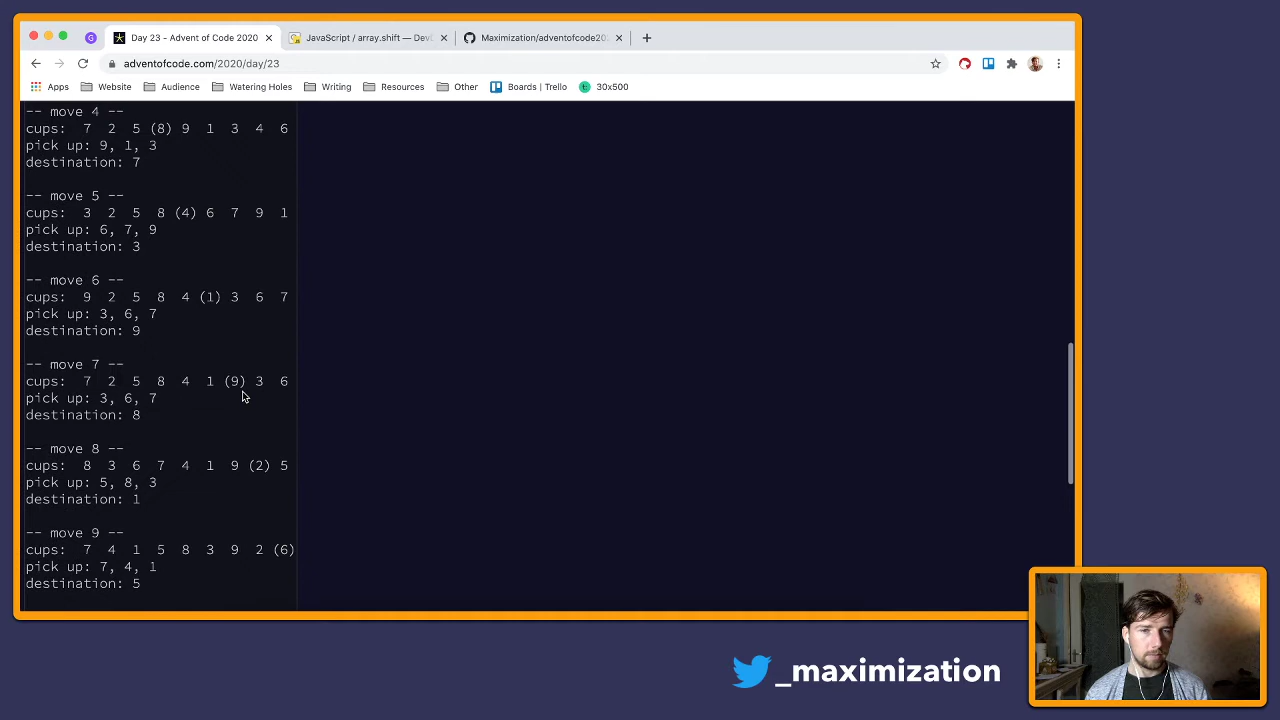 Day 23 - Advent of Code 2020
JavaScript / array.shift — Dev
Maximization/adventofcode202
adventofcode.com/2020/day/23
Apps
Website
Audience
Watering Holes
Writing
Resources
Other
Boards | Trello
30x500
-- move 4 --
cups: 7 2 5 (8) 9 1 3 4 6
pick up: 9, 1, 3
destination: 7
-- move 5 --
cups: 3 2 5 8 (4) 6 7 9 1
pick up: 6, 7, 9
destination: 3
-- move 6 --
cups: 9 2 5 8 4 (1) 3 6 7
pick up: 3, 6, 7
destination: 9
-- move 7 --
cups: 7 2 5 8 4 1 (9) 3 6
pick up: 3, 6, 7
destination: 8
-- move 8 --
cups: 8 3 6 7 4 1 9 (2) 5
pick up: 5, 8, 3
destination: 1
-- move 9 --
cups: 7 4 1 5 8 3 9 2 (6)
pick up: 7, 4, 1
destination: 5
_maximization